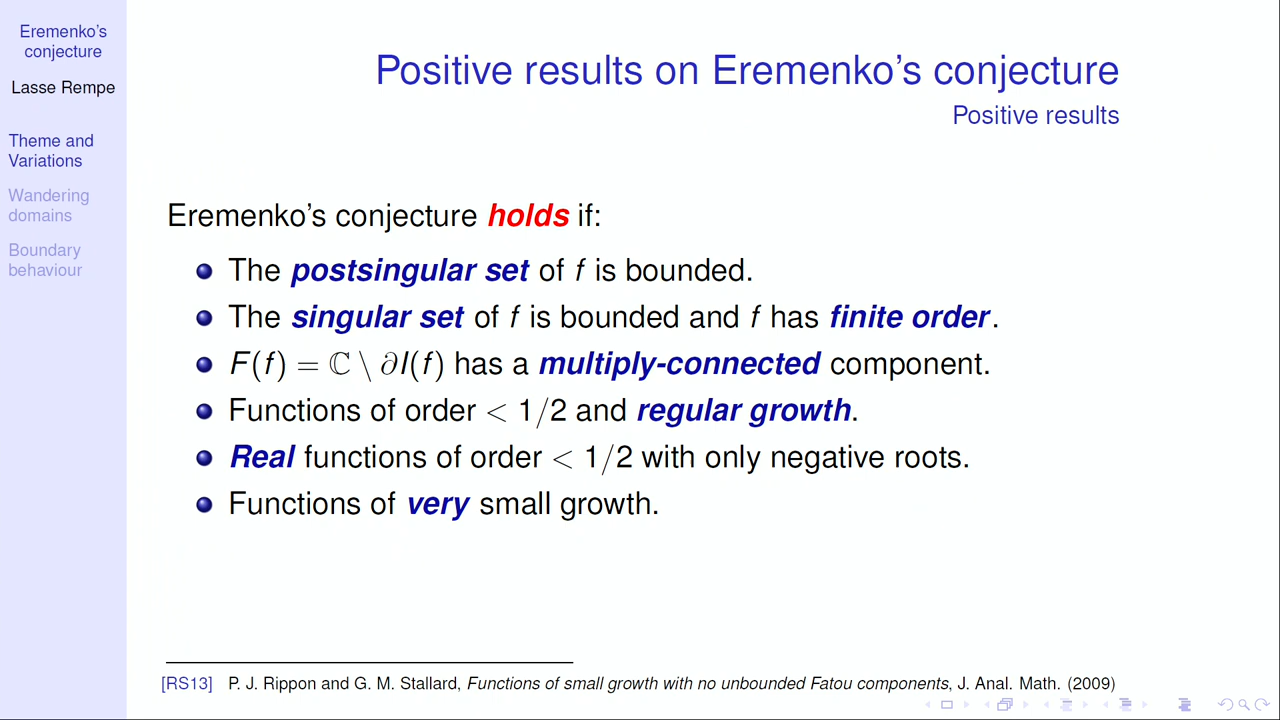 Eremenko's
conjecture
Lasse Rempe
Theme and
Variations
Wandering
domains
Boundary
behaviour
Positive results on Eremenko's conjecture
Positive results
Eremenko's conjecture holds if:
The postsingular set of f is bounded.
The singular set of f is bounded and f has finite order.
F(f) = ℂ \ ∂I(f) has a multiply-connected component.
Functions of order < 1/2 and regular growth.
Real functions of order < 1/2 with only negative roots.
Functions of very small growth.
[RS13] P. J. Rippon and G. M. Stallard, Functions of small growth with no unbounded Fatou components, J. Anal. Math. (2009)